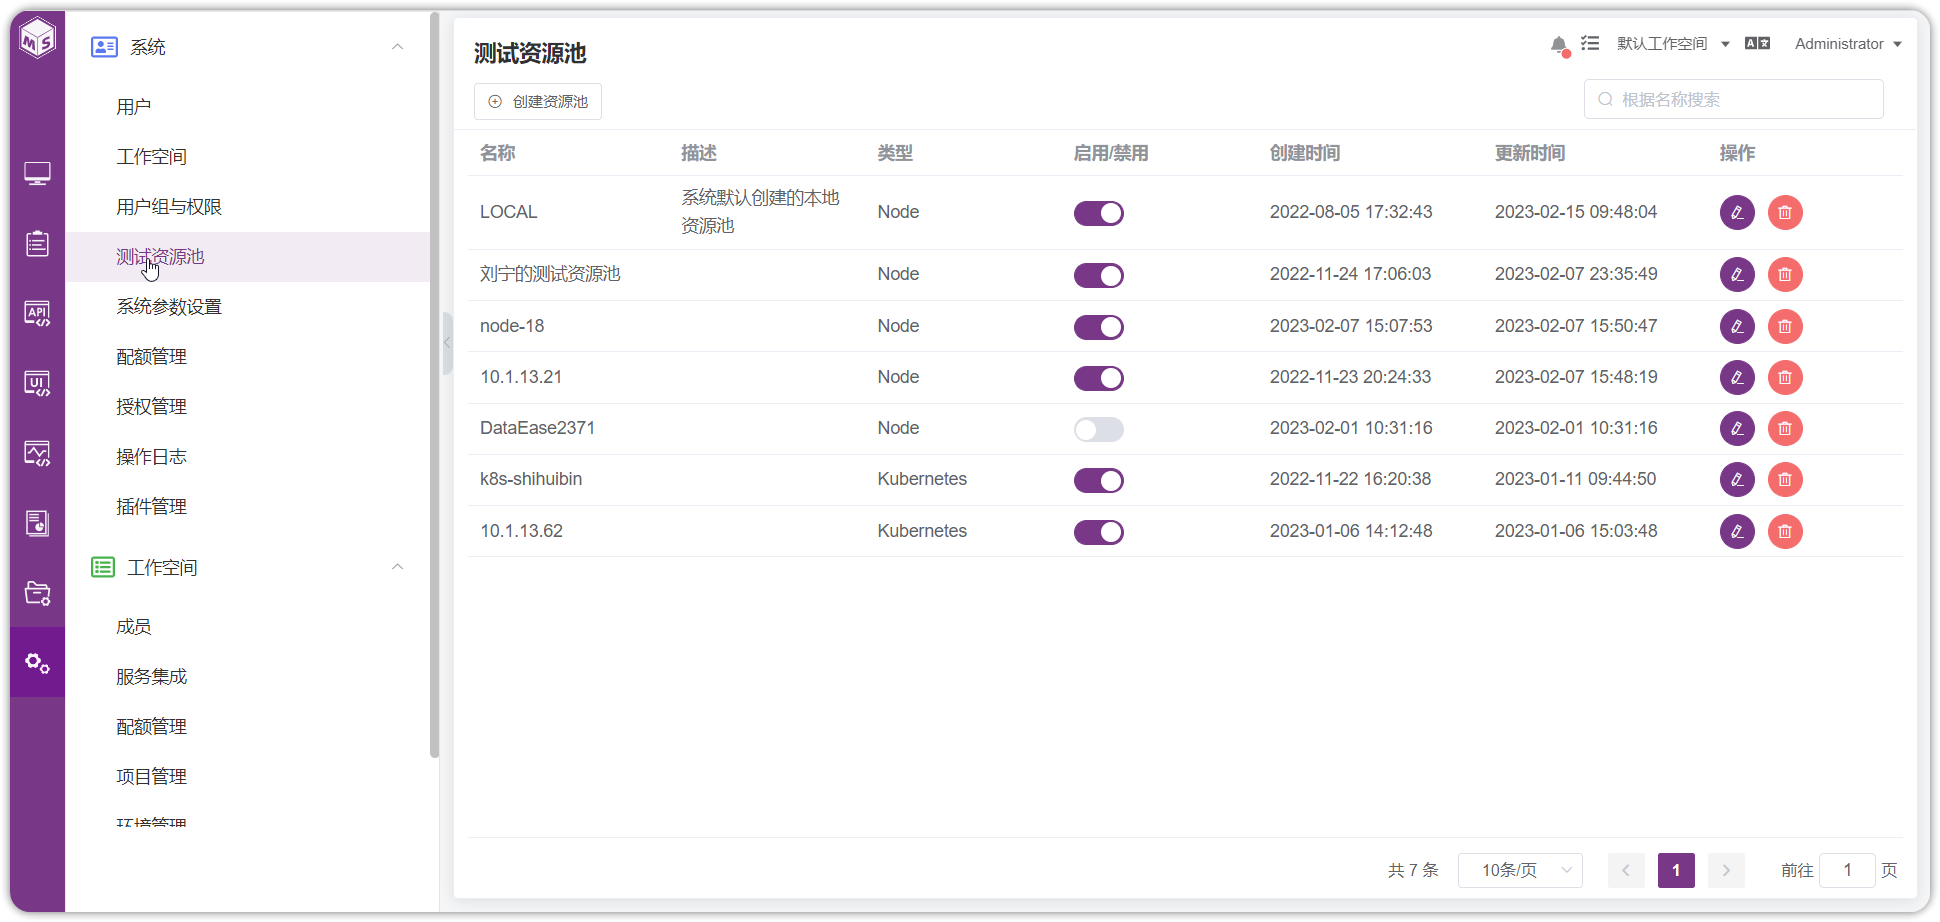 MS
系统
用户
工作空间
用户组与权限
测试资源池
系统参数设置
配额管理
授权管理
操作日志
插件管理
工作空间
成员
服务集成
配额管理
项目管理
环境管理
API
UI
测试资源池
默认工作空间
Administrator
创建资源池
根据名称搜索
名称 描述 类型 启用/禁用 创建时间 更新时间 操作
LOCAL 系统默认创建的本地资源池 Node 2022-08-05 17:32:43 2023-02-15 09:48:04
刘宁的测试资源池 Node 2022-11-24 17:06:03 2023-02-07 23:35:49
node-18 Node 2023-02-07 15:07:53 2023-02-07 15:50:47
10.1.13.21 Node 2022-11-23 20:24:33 2023-02-07 15:48:19
DataEase2371 Node 2023-02-01 10:31:16 2023-02-01 10:31:16
k8s-shihuibin Kubernetes 2022-11-22 16:20:38 2023-01-11 09:44:50
10.1.13.62 Kubernetes 2023-01-06 14:12:48 2023-01-06 15:03:48
共 7 条 10条/页 1 前往 1 页